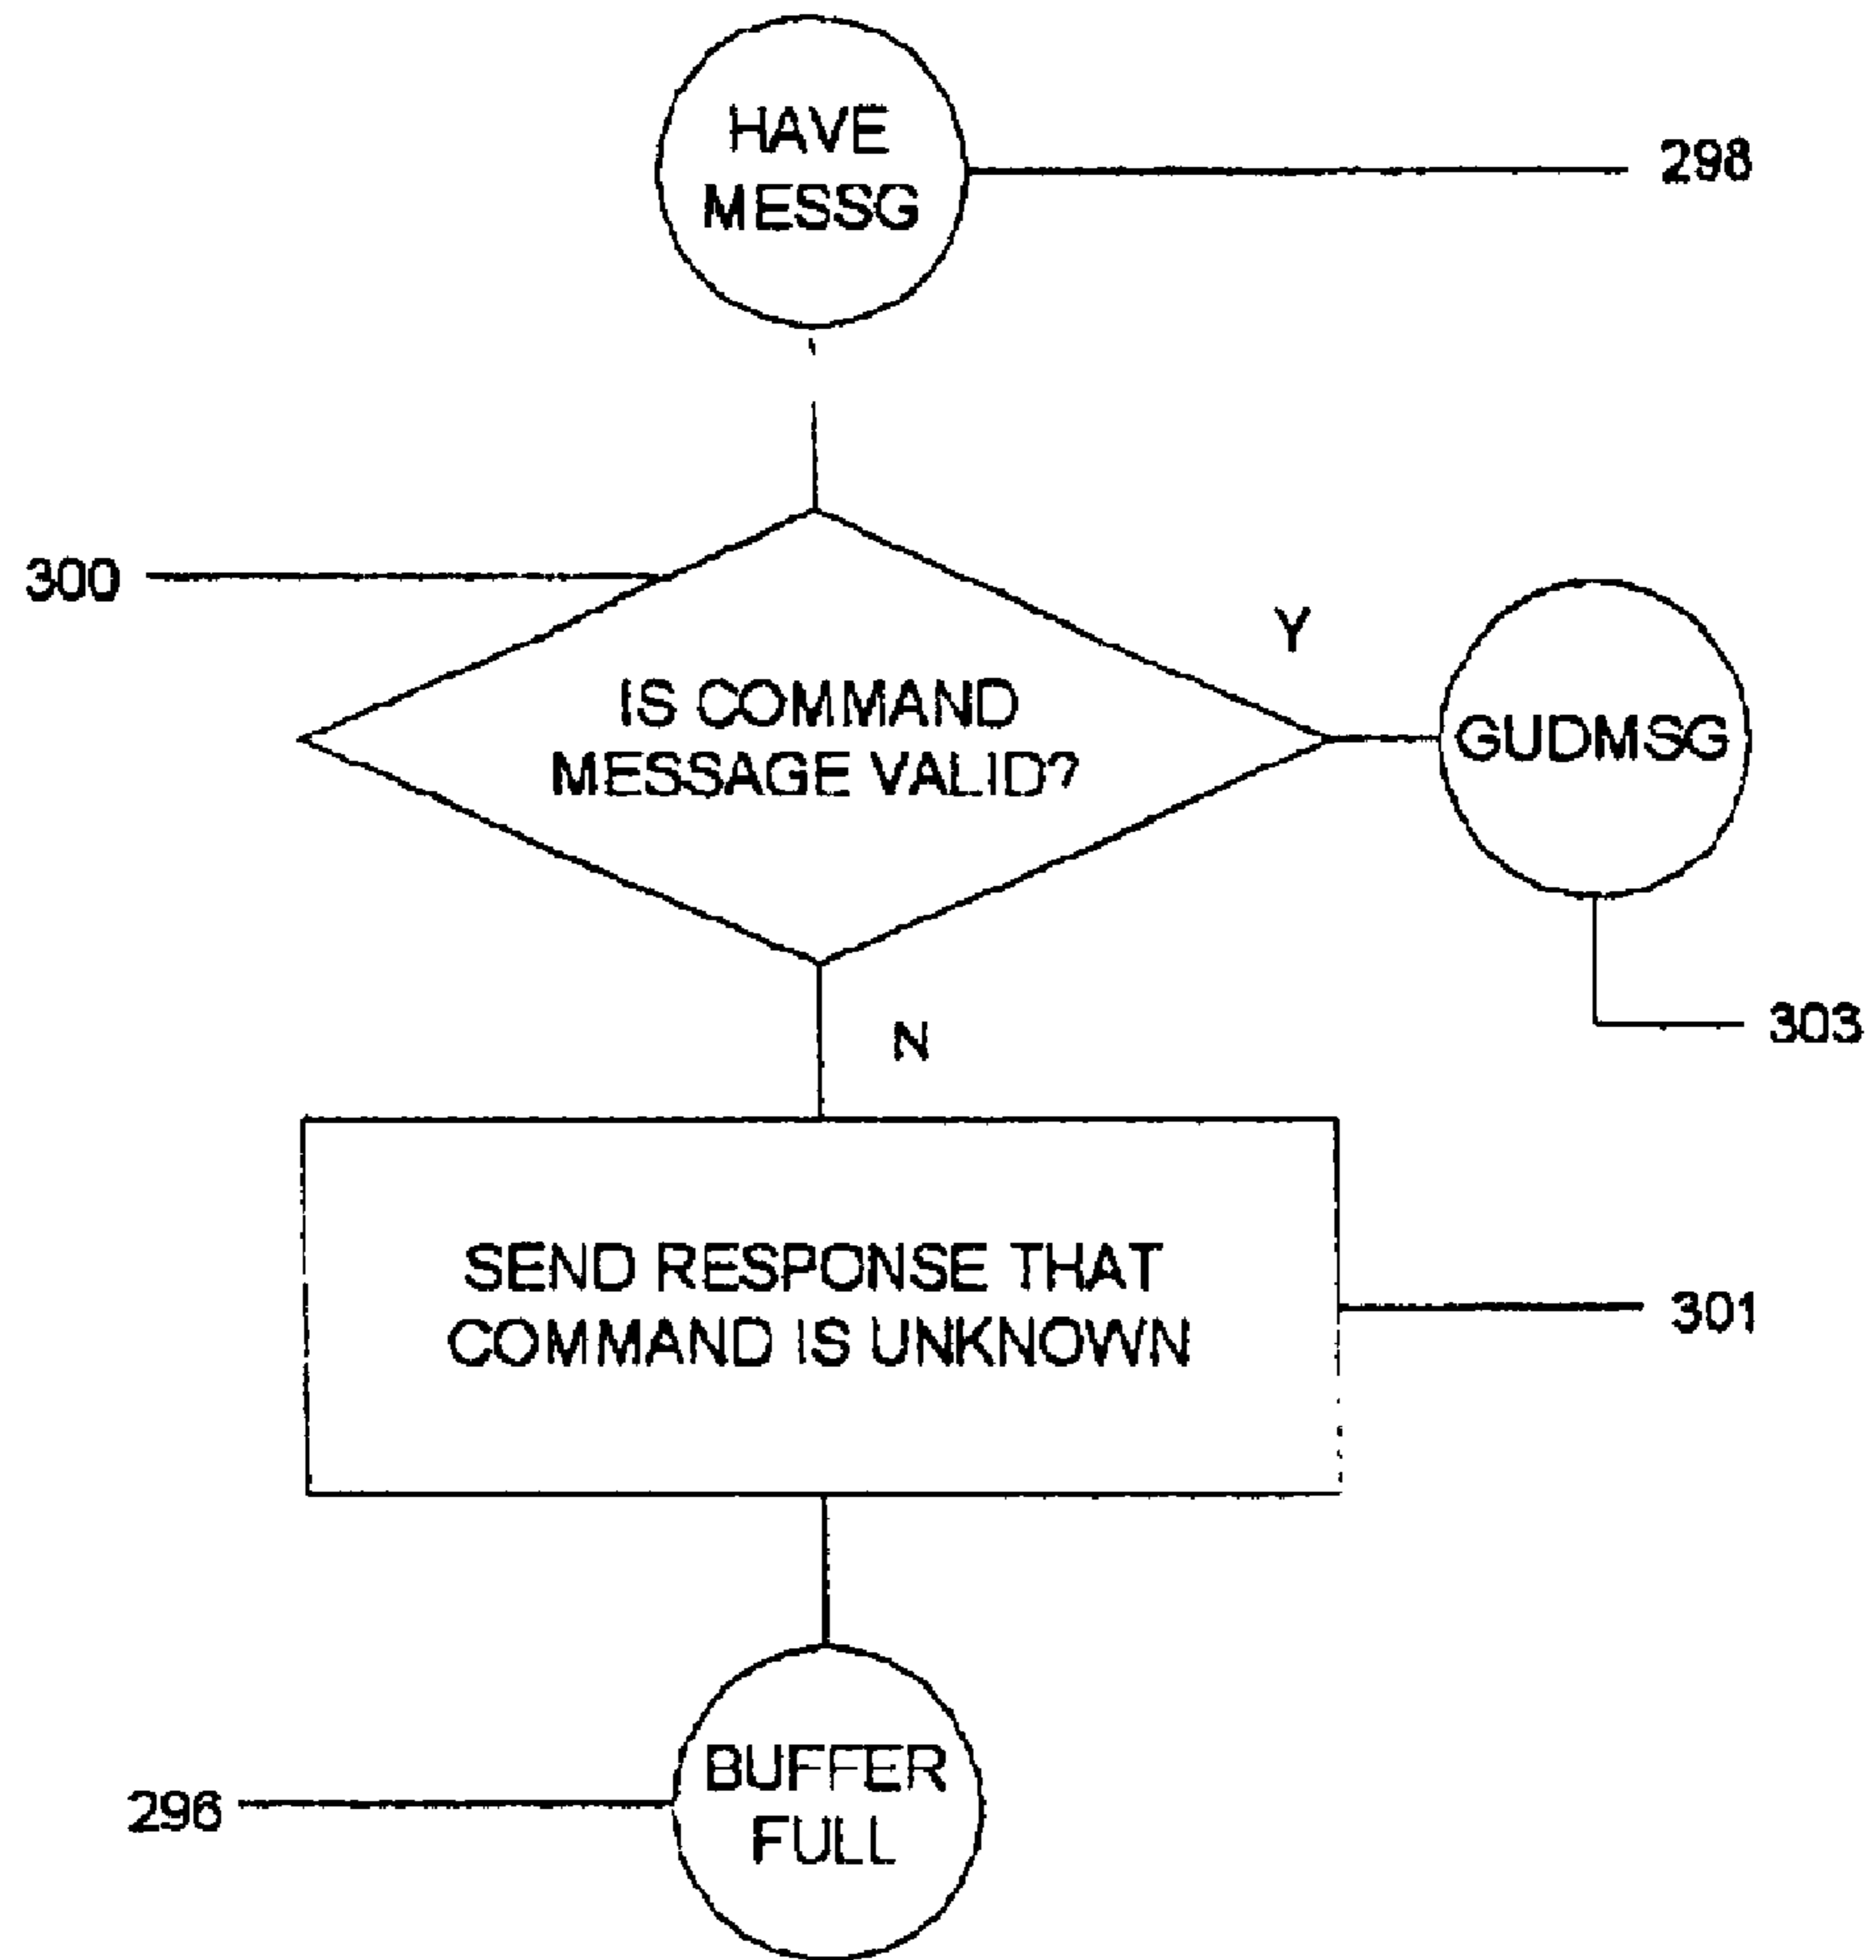 HAVE
MESSG
298
300
IS COMMAND
MESSAGE VALID?
Y
GUDMSG
303
N
SEND RESPONSE THAT
COMMAND IS UNKNOWN
301
BUFFER
FULL
296